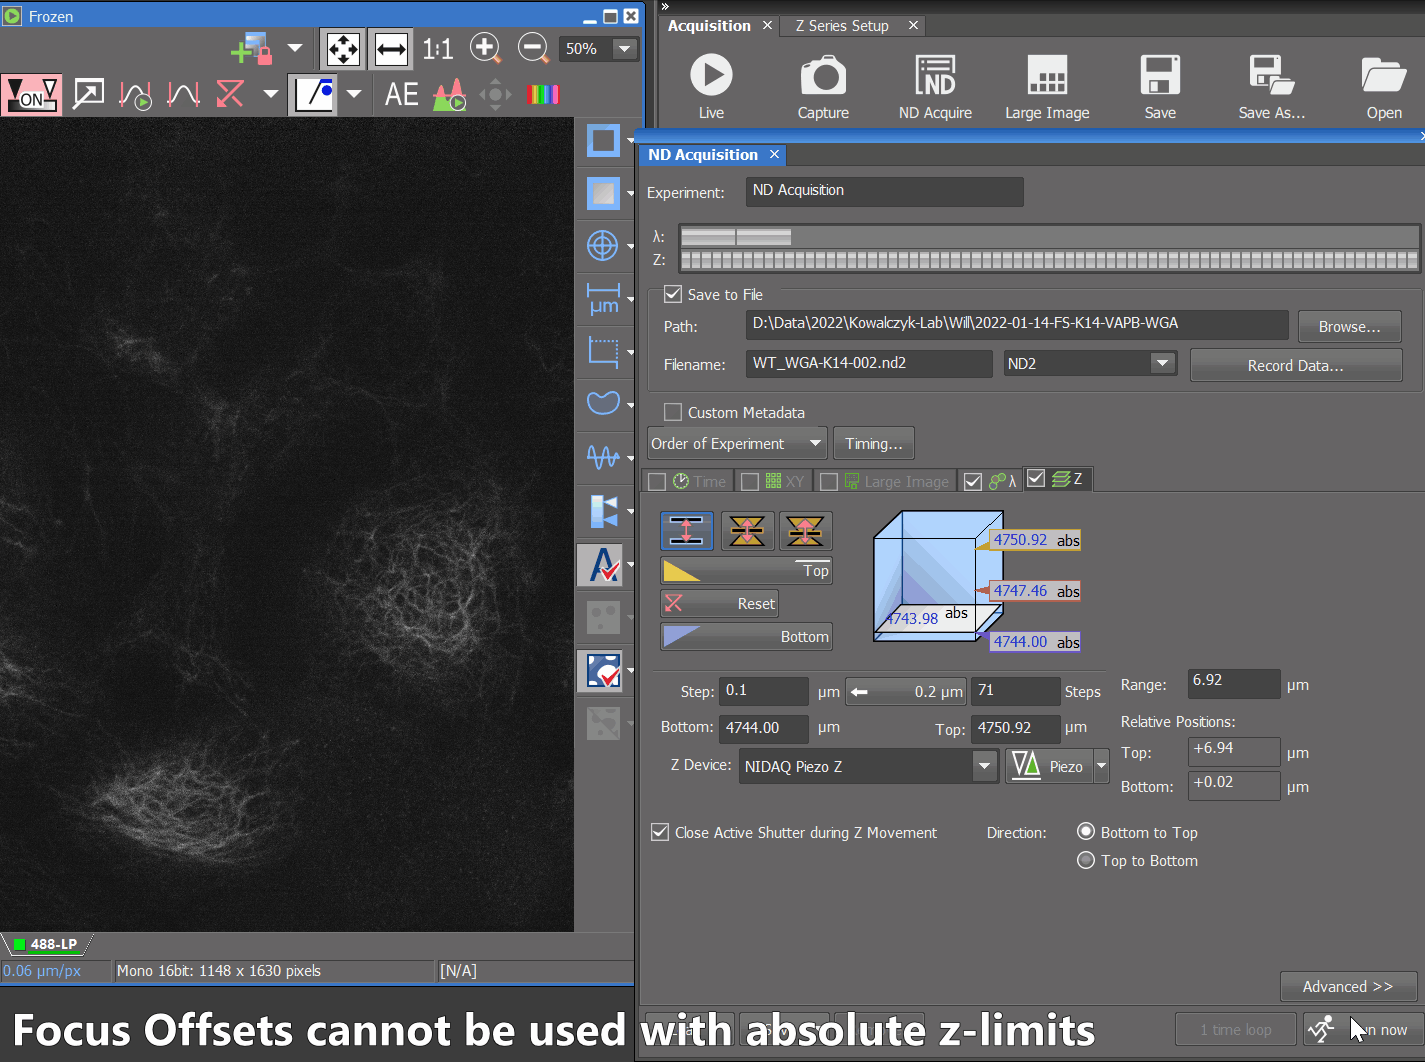 Frozen
1:1
50%
ON
AE
µm
488-LP
0.06 µm/px
Mono 16bit: 1148 x 1630 pixels
[N/A]
»
Acquisition
Z Series Setup
Live
Capture
ND Acquire
Large Image
Save
Save As...
Open
ND Acquisition
Experiment: ND Acquisition
λ:
Z:
Save to File
Path: D:\Data\2022\Kowalczyk-Lab\Will\2022-01-14-FS-K14-VAPB-WGA Browse...
Filename: WT_WGA-K14-002.nd2 ND2 Record Data...
Custom Metadata
Order of Experiment Timing...
Time XY Large Image λ Z
Top
Reset
Bottom
4750.92 abs
4747.46 abs
4743.98 abs
4744.00 abs
Step: 0.1 µm 0.2 µm 71 Steps
Range: 6.92 µm
Bottom: 4744.00 µm Top: 4750.92 µm
Relative Positions:
Top: +6.94 µm
Bottom: +0.02 µm
Z Device: NIDAQ Piezo Z Piezo
Close Active Shutter during Z Movement
Direction: Bottom to Top
Top to Bottom
Advanced >>
1 time loop
now
Focus Offsets cannot be used with absolute z-limits